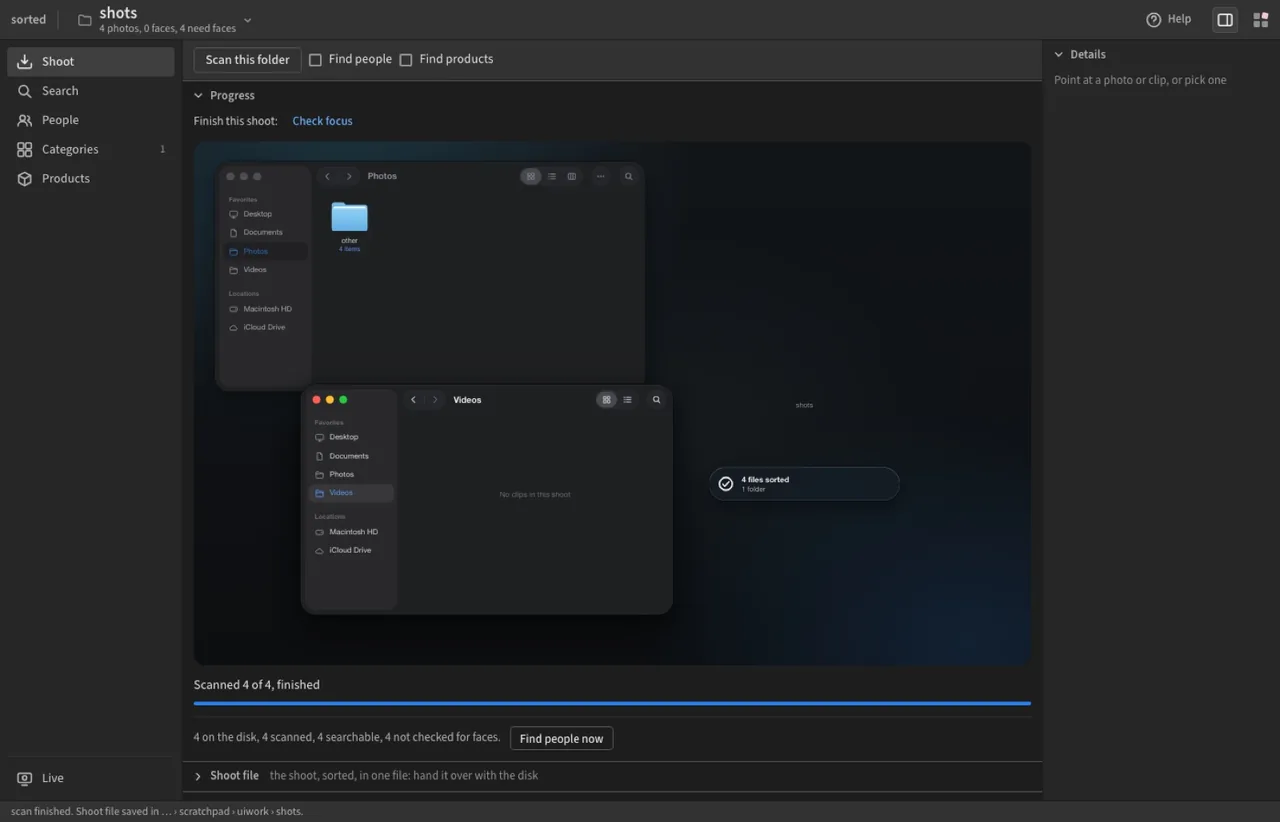 sorted
shots
4 photos, 0 faces, 4 need faces
Help
Shoot
Search
People
Categories 1
Products
Live
Scan this folder
Find people
Find products
Progress
Finish this shoot: Check focus
Photos
Favorites
Desktop
Documents
Photos
Videos
Locations
Macintosh HD
iCloud Drive
other
4 items
Videos
Favorites
Desktop
Documents
Photos
Videos
Locations
Macintosh HD
iCloud Drive
No clips in this shoot
shots
4 files sorted
1 folder
Scanned 4 of 4, finished
4 on the disk, 4 scanned, 4 searchable, 4 not checked for faces.
Find people now
Shoot file the shoot, sorted, in one file: hand it over with the disk
Details
Point at a photo or clip, or pick one
scan finished. Shoot file saved in … › scratchpad › uiwork › shots.